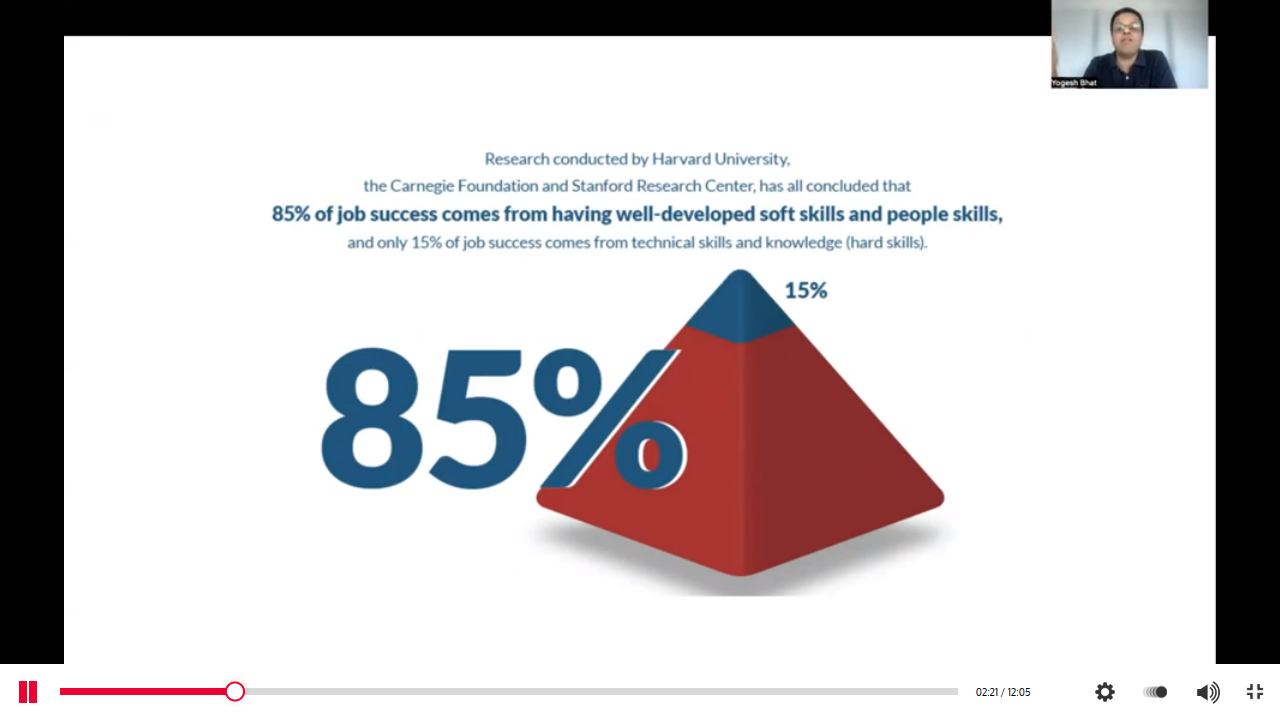 Yogesh Bhat
Research conducted by Harvard University,
the Carnegie Foundation and Stanford Research Center, has all concluded that
85% of job success comes from having well-developed soft skills and people skills,
and only 15% of job success comes from technical skills and knowledge (hard skills).
15%
85%
02:21 / 12:05